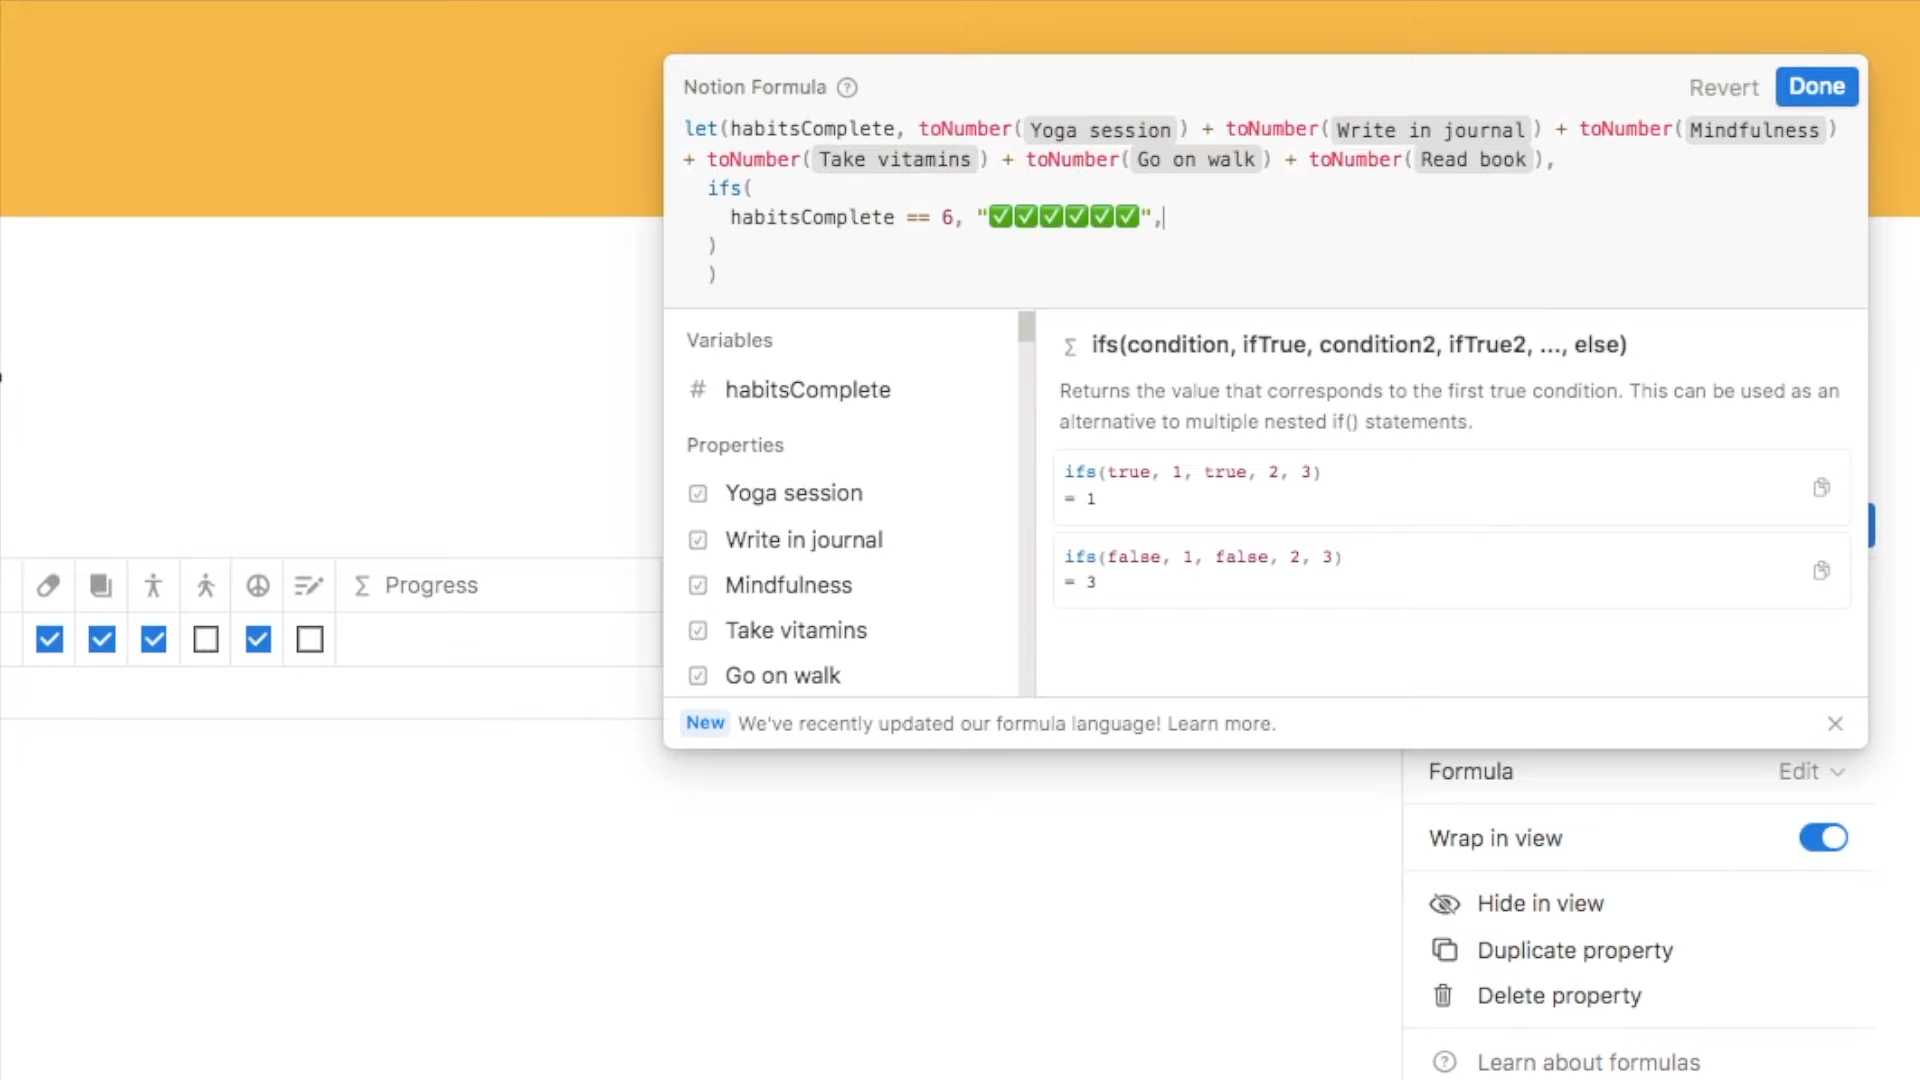 Notion Formula
Revert
Done
let(habitsComplete, toNumber(Yoga session) + toNumber(Write in journal) + toNumber(Mindfulness)
+ toNumber(Take vitamins) + toNumber(Go on walk) + toNumber(Read book),
ifs(
habitsComplete == 6, "✅✅✅✅✅✅",
)
)
Variables
# habitsComplete
Properties
Yoga session
Write in journal
Mindfulness
Take vitamins
Go on walk
Σ ifs(condition, ifTrue, condition2, ifTrue2, ..., else)
Returns the value that corresponds to the first true condition. This can be used as an
alternative to multiple nested if() statements.
ifs(true, 1, true, 2, 3)
= 1
ifs(false, 1, false, 2, 3)
= 3
New We've recently updated our formula language! Learn more.
Σ Progress
Formula
Edit
Wrap in view
Hide in view
Duplicate property
Delete property
Learn about formulas